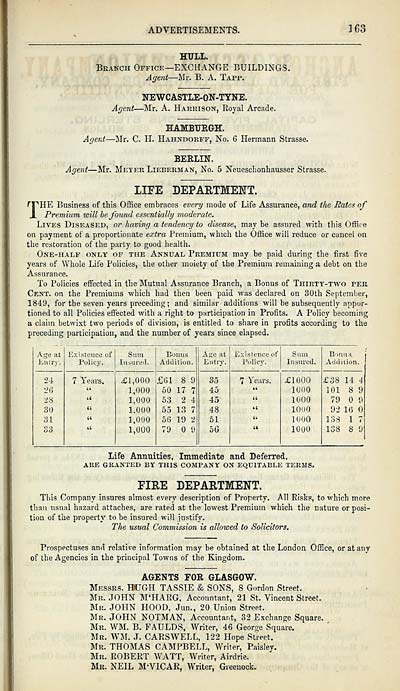 ADVERTISEMENTS. 163
HULL.
BRANCH OFFICE—EXCHANGE BUILDINGS.
Agent—Mr. B. A. TAPP.
NEWCASTLE-ON-TYNE.
Agent—Mr. A. HARRISON, Royal Arcade.
HAMBURGH.
Agent—Mr. C. H. HAHNDORFF, No. 6 Hermann Strasse.
BERLIN.
Agent—Mr. MEYER LIEBERMAN, No. 5 Neueschonhausser Strasse.
LIFE DEPARTMENT.
THE Business of this Office embraces every mode of Life Assurance, and the Rates of
Premium will be found essentially moderate.
LIVES DISEASED, or having a tendency to disease, may be assured with this Office
on payment of a proportionate extra Premium, which the Office will reduce or cancel on
the restoration of the party to good health.
ONE-HALF ONLY OF THE ANNUAL PREMIUM may be paid during the first five
years of Whole Life Policies, the other moiety of the Premium remaining a debt on the
Assurance.
To Policies effected in the Mutual Assurance Branch, a Bonus of THIRTY-TWO PER
CENT. on the Premiums which had then been paid was declared on 30th September,
1849, for the seven years preceding; and similar additions will be subsequently appor-
tioned to all Policies effected with a right to participation in Profits. A Policy becoming
a claim betwixt two periods of division, is entitled to share in profits according to the
preceding participation, and the number of years since elapsed.
Age at Entry. Existence of Policy. Sum Insured. Bonus Addition. Age at Entry. Existence of Policy. Sum Insured. Bonus Addition.
24 7 Years. £1,000 £61 8 9 35 7 Years. £1000 £38 14 4
26 “ 1,000 50 17 7 45 “ 1000 101 8 9
28 “ 1,000 53 2 4 45 “ 1000 79 0 9
30 “ 1,000 55 13 7 48 “ 1000 92 16 0
31 “ 1,000 56 19 2 51 “ 1000 138 1 7
33 “ 1,000 79 0 9 56 “ 1000 138 8 9
Life Annuities, Immediate and Deferred,
ARE GRANTED BY THIS COMPANY ON EQUITABLE TERMS.
FIRE DEPARTMENT.
This Company insures almost every description of Property. All Risks, to which more
than usual hazard attaches, are rated at the lowest Premium which the nature or posi-
tion of the property to be insured will justify.
The usual Commission is allowed to Solicitors.
Prospectuses and relative information may be obtained at the London Office, or at any
of the Agencies in the principal Towns of the Kingdom.
AGENTS FOR GLASGOW.
MESSRS. HUGH TASSIE & SONS, 8 Gordon Street.
MR. JOHN M‘HARG, Accountant, 21 St. Vincent Street.
MR. JOHN HOOD, Jun., 20 Union Street.
MR. JOHN NOTMAN, Accountant, 32 Exchange Square.
MR. WM. B. FAULDS, Writer, 46 George Square.
MR. WM. J. CARSWELL, 122 Hope Street.
MR. THOMAS CAMPBELL, Writer, Paisley.
MR. ROBERT WATT, Writer, Airdrie.
MR. NEIL M‘VICAR, Writer, Greenock.